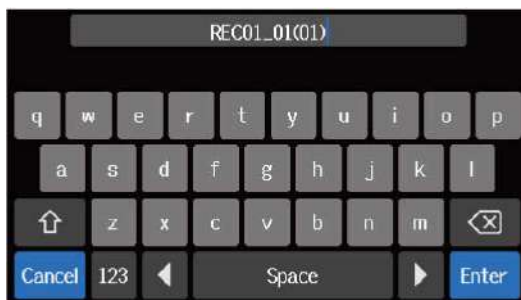 REC01_01(01)
q w e r t y u i o p
a s d f g h j k l
z x c v b n m
Cancel 123 Space Enter